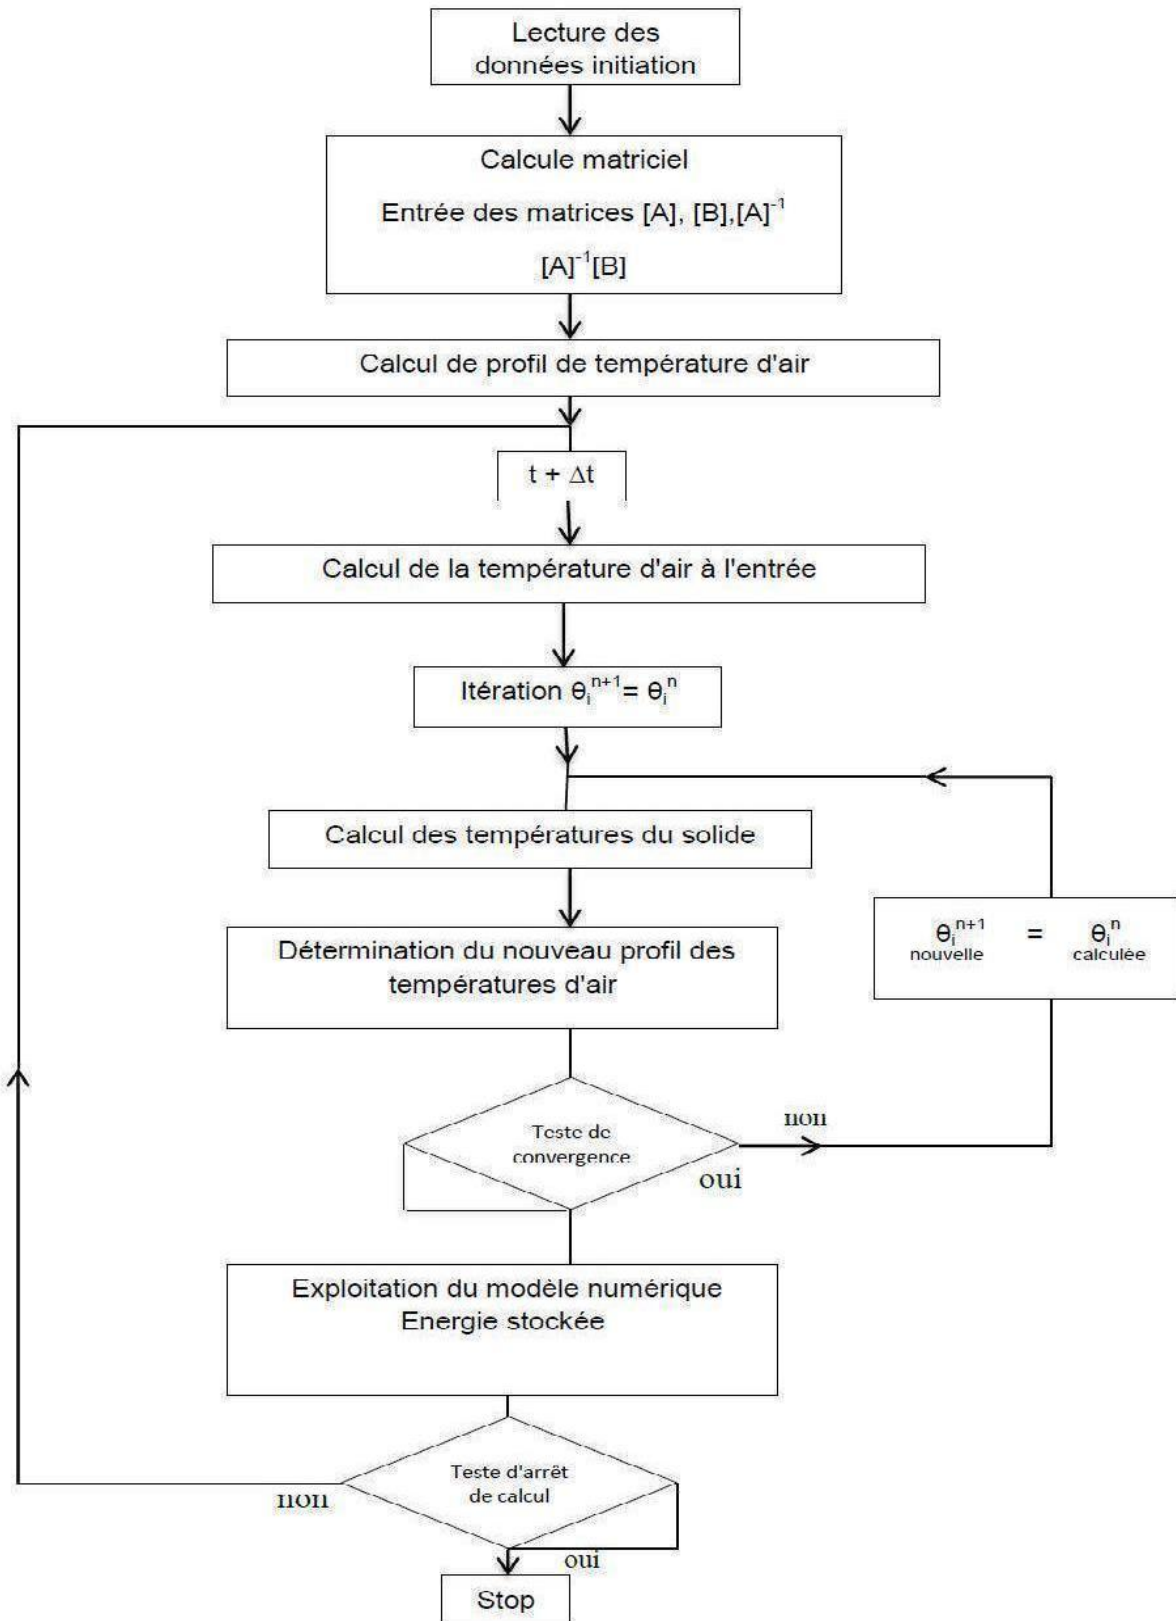 Lecture des
données initiation
Calcule matriciel
Entrée des matrices [A], [B],[A]⁻¹
[A]⁻¹[B]
Calcul de profil de température d'air
t + Δt
Calcul de la température d'air à l'entrée
Itération θᵢⁿ⁺¹= θᵢⁿ
Calcul des températures du solide
θᵢⁿ⁺¹ = θᵢⁿ
nouvelle calculée
Détermination du nouveau profil des
températures d'air
Teste de
convergence
non
oui
Exploitation du modèle numérique
Energie stockée
Teste d'arrêt
de calcul
non
oui
Stop